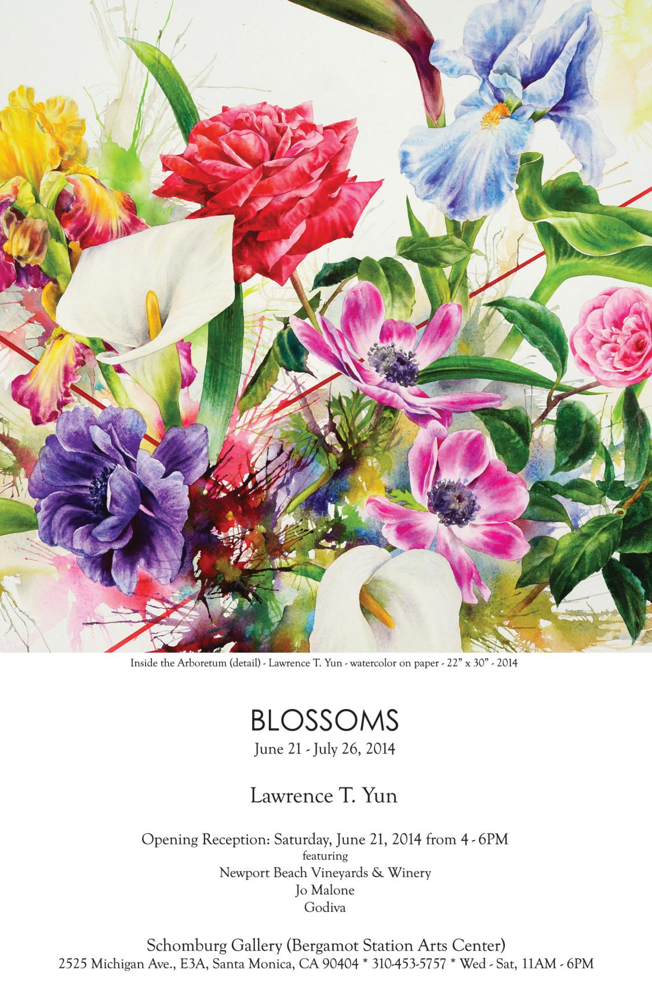 Inside the Arboretum (detail) - Lawrence T. Yun - watercolor on paper - 22” x 30” - 2014
BLOSSOMS
June 21 - July 26, 2014
Lawrence T. Yun
Opening Reception: Saturday, June 21, 2014 from 4 - 6PM
featuring
Newport Beach Vineyards & Winery
Jo Malone
Godiva
Schomburg Gallery (Bergamot Station Arts Center)
2525 Michigan Ave., E3A, Santa Monica, CA 90404 * 310-453-5757 * Wed - Sat, 11AM - 6PM